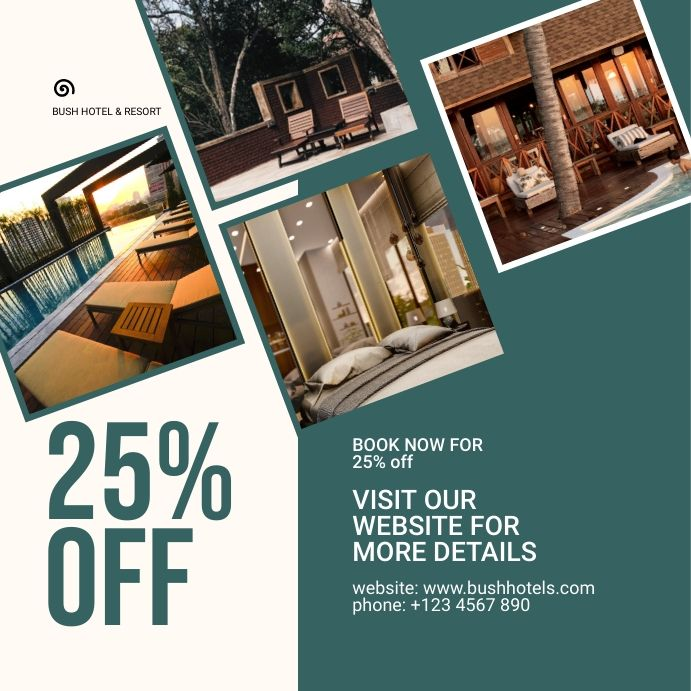 BUSH HOTEL & RESORT
25%
OFF
BOOK NOW FOR
25% off
VISIT OUR
WEBSITE FOR
MORE DETAILS
website: www.bushhotels.com
phone: +123 4567 890